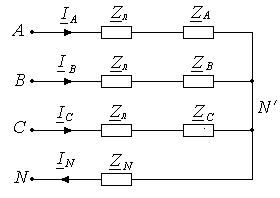 A I_A Z_л Z_A
B I_B Z_л Z_B
N'
C I_C Z_л Z_C
N I_N Z_N